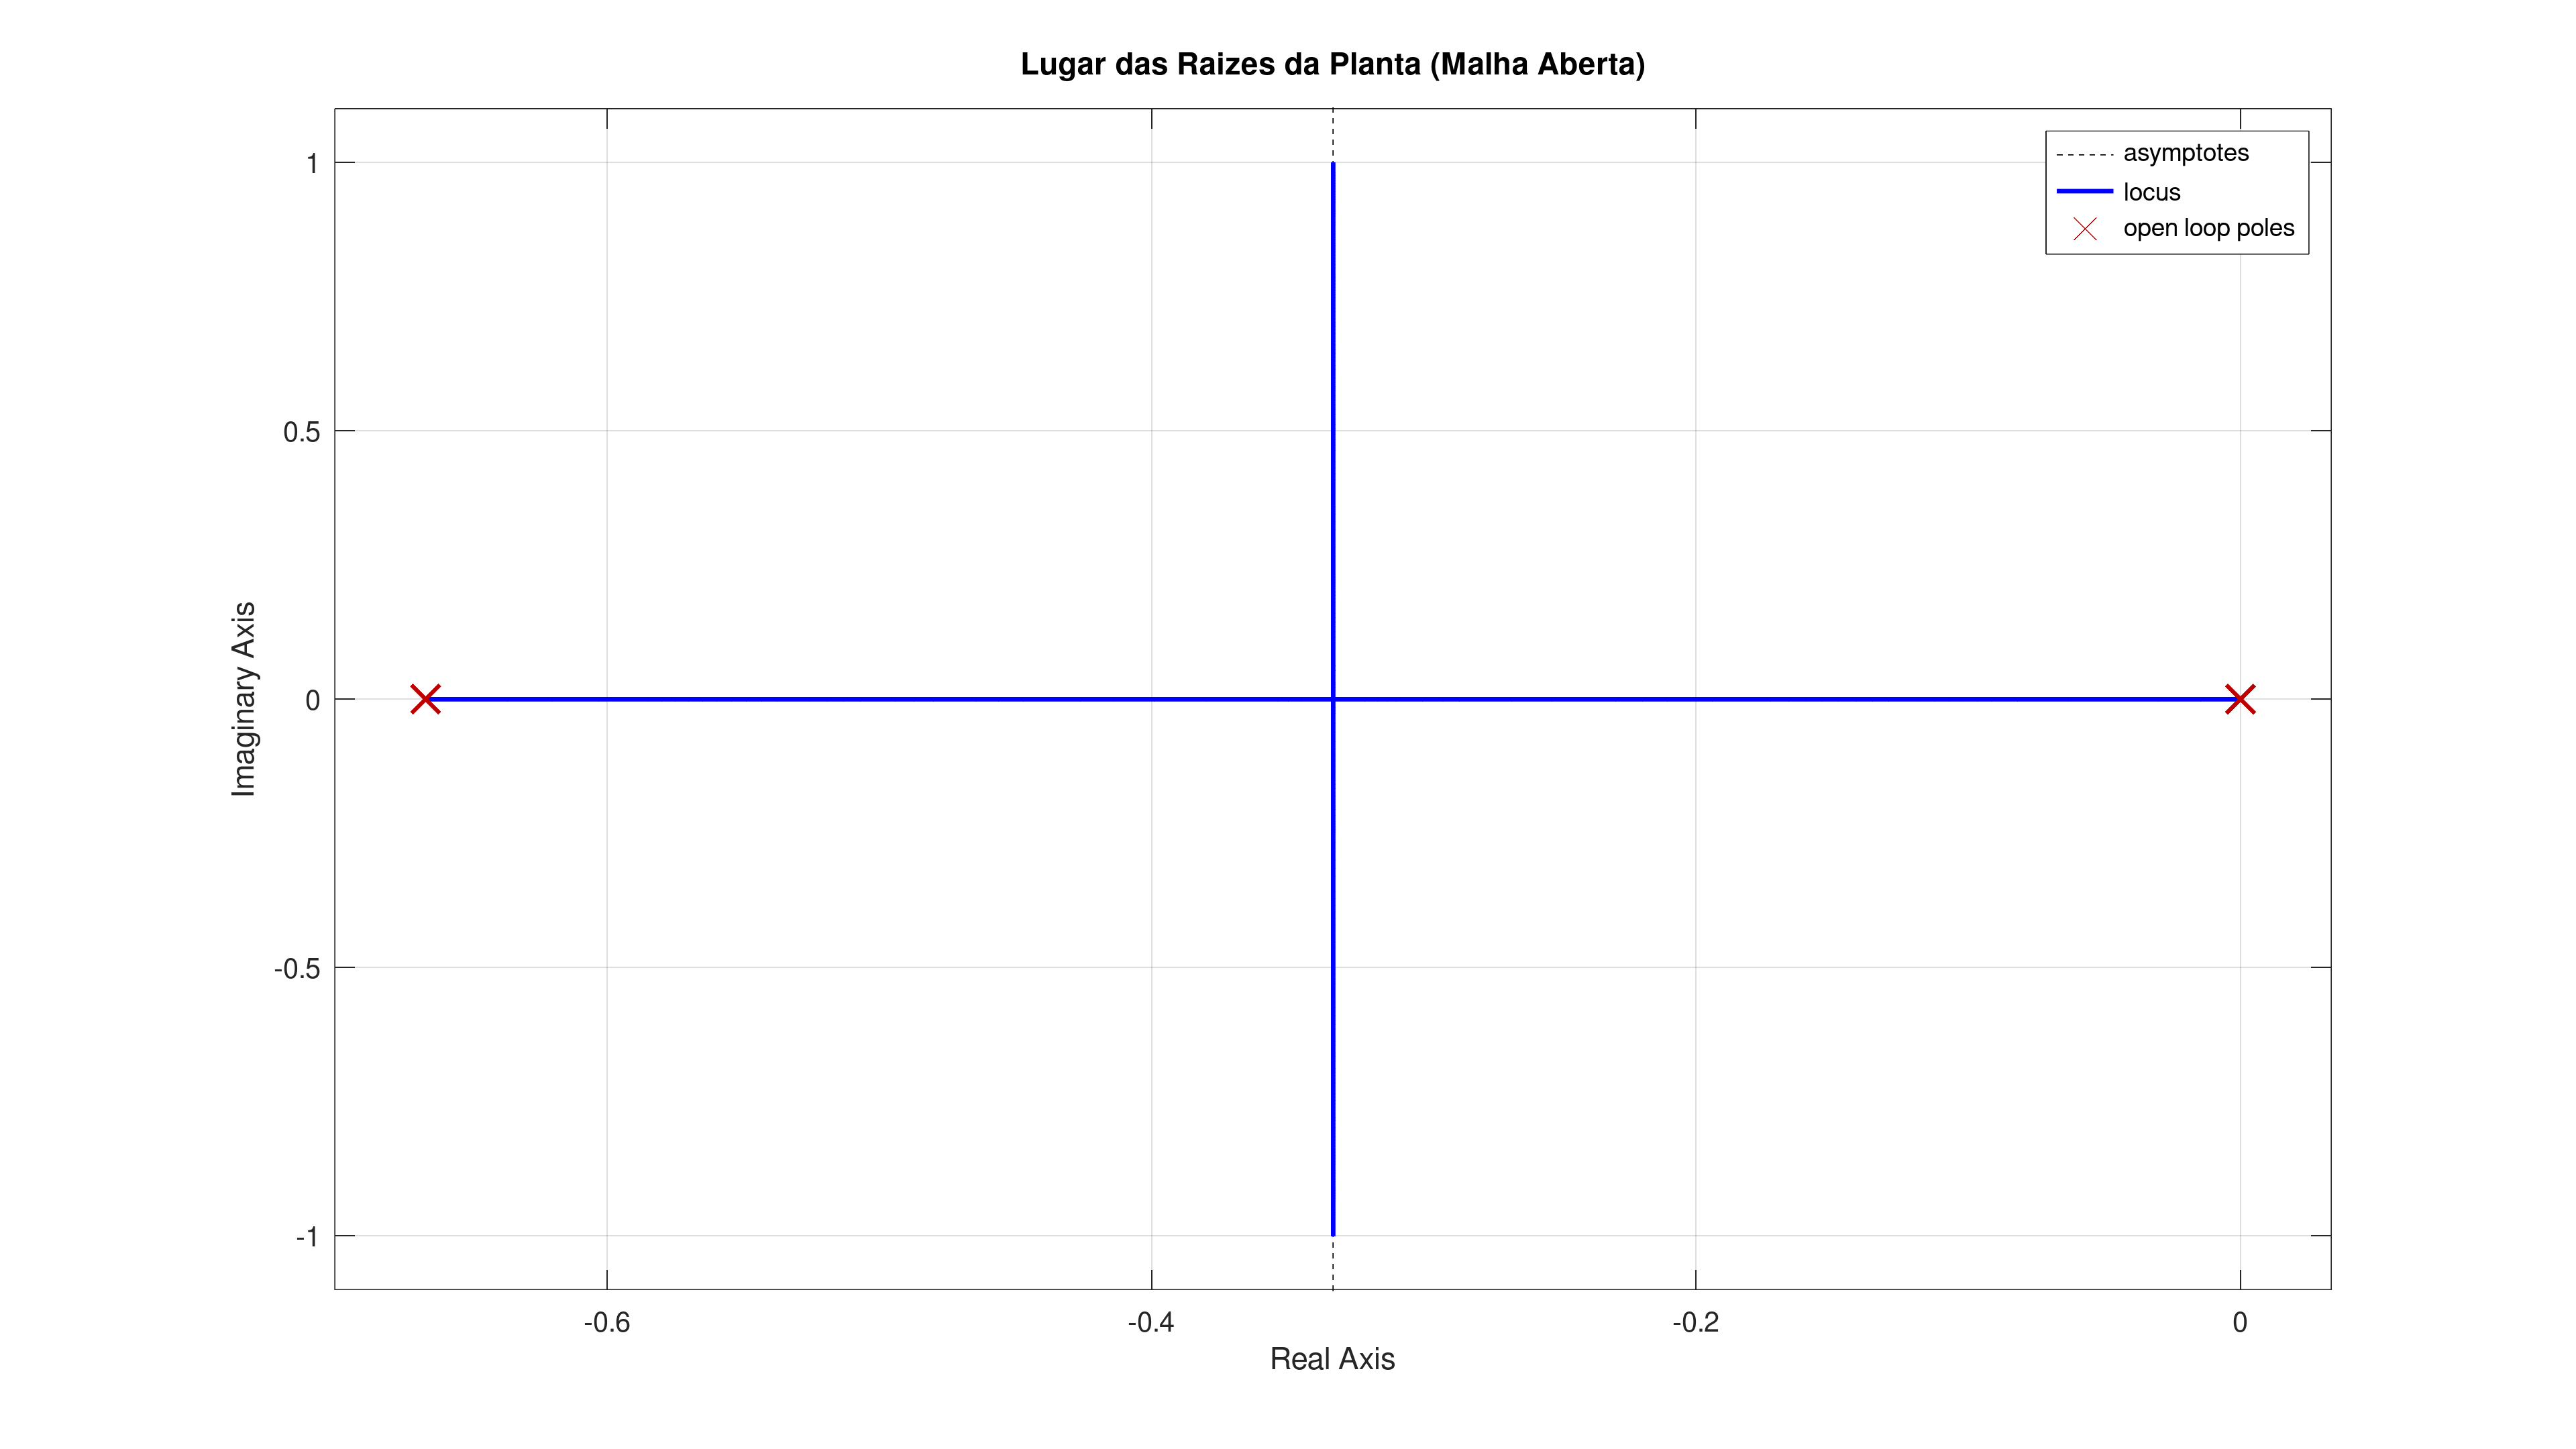 Lugar das Raizes da Planta (Malha Aberta)
asymptotes
locus
open loop poles
1
0.5
0
-0.5
-1
Imaginary Axis
-0.6
-0.4
-0.2
0
Real Axis